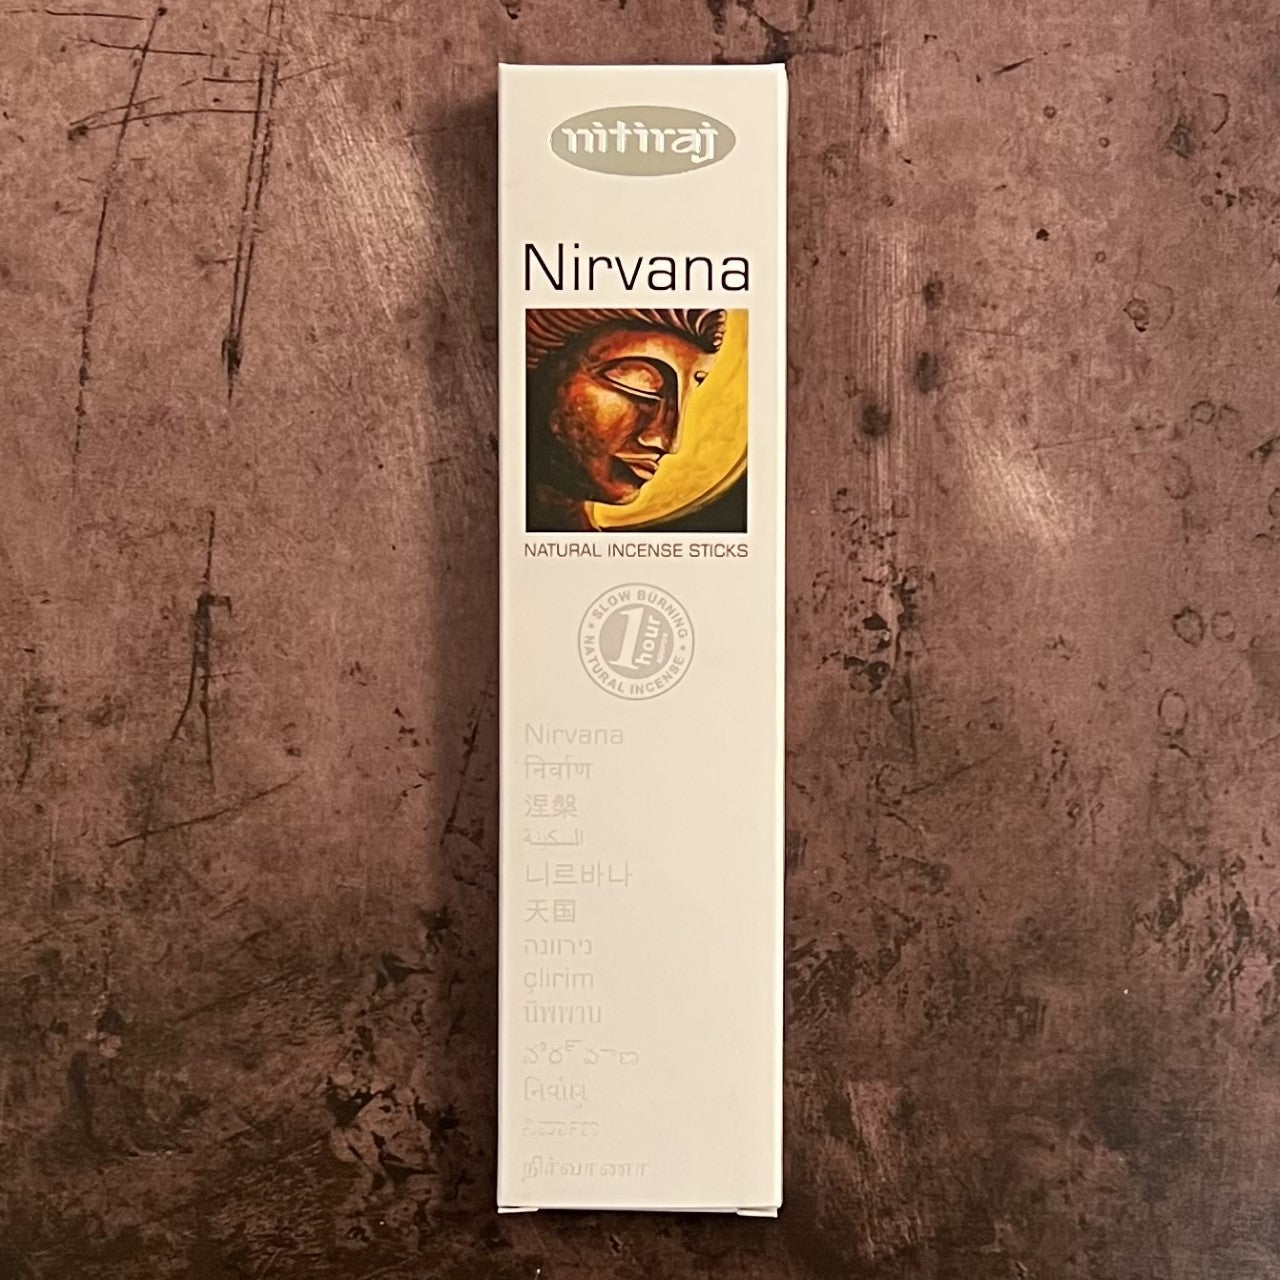 nitiraj
Nirvana
NATURAL INCENSE STICKS
SLOW BURNING
1 hour
approx
NATURAL INCENSE
Nirvana
निर्वाण
涅槃
السكينة
니르바나
天国
נירוונה
çlirim
นิพพาน
નિર્વાણ
நிர்வாணா